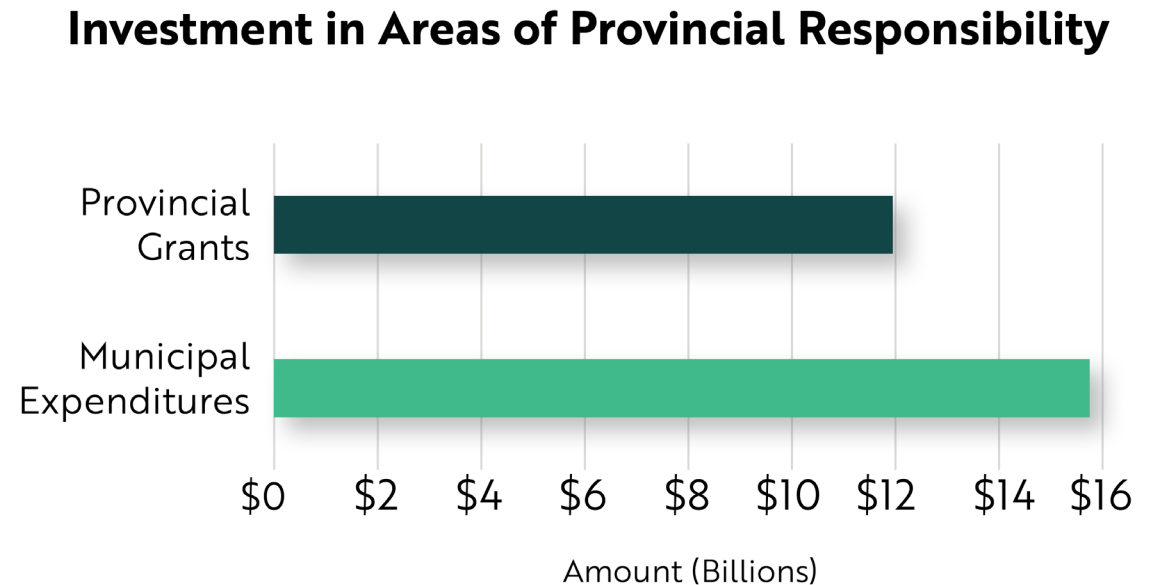 Investment in Areas of Provincial Responsibility
Provincial
Grants
Municipal
Expenditures
$0 $2 $4 $6 $8 $10 $12 $14 $16
Amount (Billions)